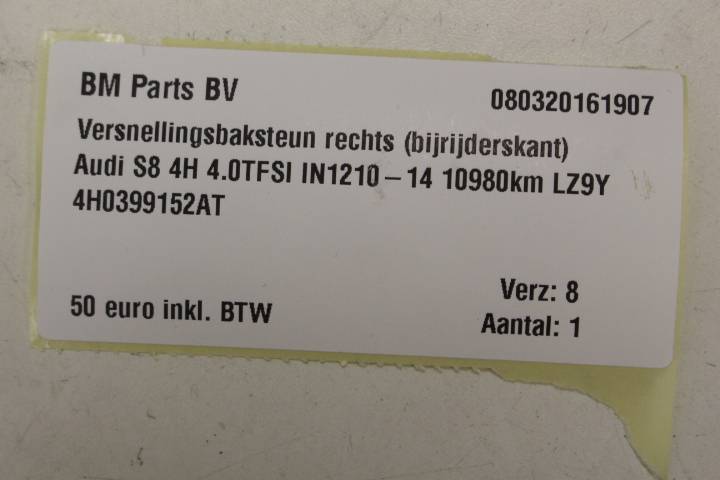 BM Parts BV 080320161907
Versnellingsbaksteun rechts (bijrijderskant)
Audi S8 4H 4.0TFSI IN1210-14 10980km LZ9Y
4H0399152AT
50 euro inkl. BTW Verz: 8
Aantal: 1